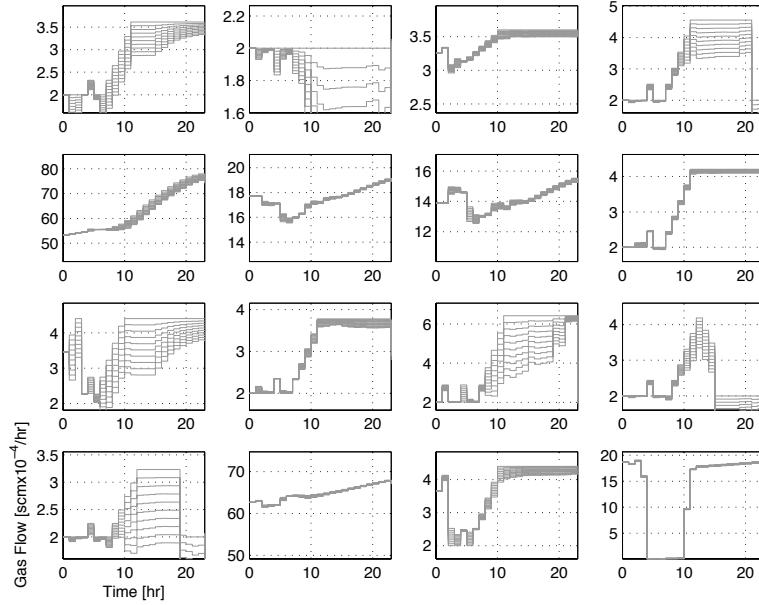 3.5 3 2.5 2 0 10 20
2 1.9 1.8 1.7 1.6 0 10 20
3.5 3 2.5 0 10 20
5 4 3 2 0 10 20
80 70 60 50 0 10 20
20 18 16 14 0 10 20
16 14 12 10 0 10 20
4 3 2 0 10 20
4 3 2 0 10 20
4 3 2 0 10 20
6 4 2 0 10 20
4 3 2 0 10 20
3.5 3 2.5 2 0 10 20
70 60 50 0 10 20
4 3 2 0 10 20
20 15 10 5 0 10 20
Gas Flow [scmx10⁻⁴/hr]
Time [hr]